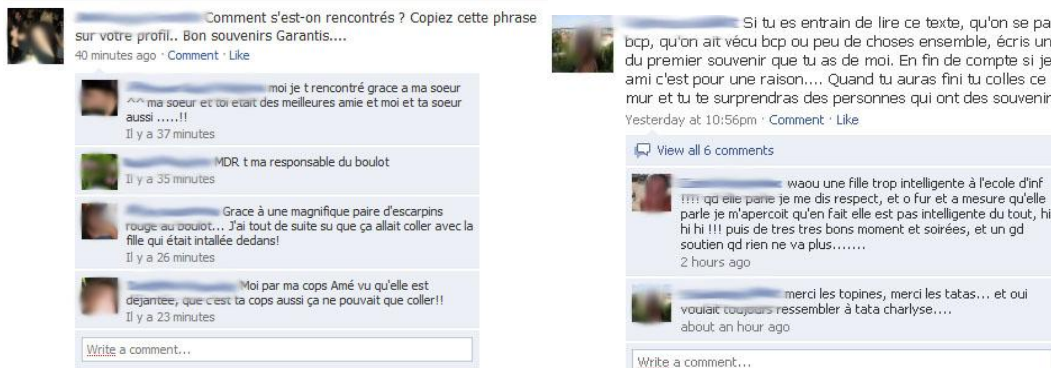 Comment s'est-on rencontrés ? Copiez cette phrase
sur votre profil.. Bon souvenirs Garantis....
40 minutes ago · Comment · Like
moi je t rencontré grace a ma soeur
^^ ma soeur et toi etait des meilleures amie et moi et ta soeur
aussi .....!!
Il y a 37 minutes
MDR t ma responsable du boulot
Il y a 35 minutes
Grace à une magnifique paire d'escarpins
rouge au boulot... J'ai tout de suite su que ça allait coller avec la
fille qui était intallée dedans!
Il y a 26 minutes
Moi par ma cops Amé vu qu'elle est
dejantée, que c'est ta cops aussi ça ne pouvait que coller!!
Il y a 23 minutes
Write a comment...
Si tu es entrain de lire ce texte, qu'on se pa
bcp, qu'on ait vécu bcp ou peu de choses ensemble, écris un
du premier souvenir que tu as de moi. En fin de compte si je
ami c'est pour une raison.... Quand tu auras fini tu colles ce
mur et tu te surprendras des personnes qui ont des souvenir
Yesterday at 10:56pm · Comment · Like
View all 6 comments
waou une fille trop intelligente à l'ecole d'inf
!!!! qd elle parle je me dis respect, et o fur et a mesure qu'elle
parle je m'apercoit qu'en fait elle est pas intelligente du tout, hi
hi hi !!! puis de tres tres bons moment et soirées, et un gd
soutien qd rien ne va plus.......
2 hours ago
merci les topines, merci les tatas... et oui
voulait toujours ressembler à tata charlyse....
about an hour ago
Write a comment...